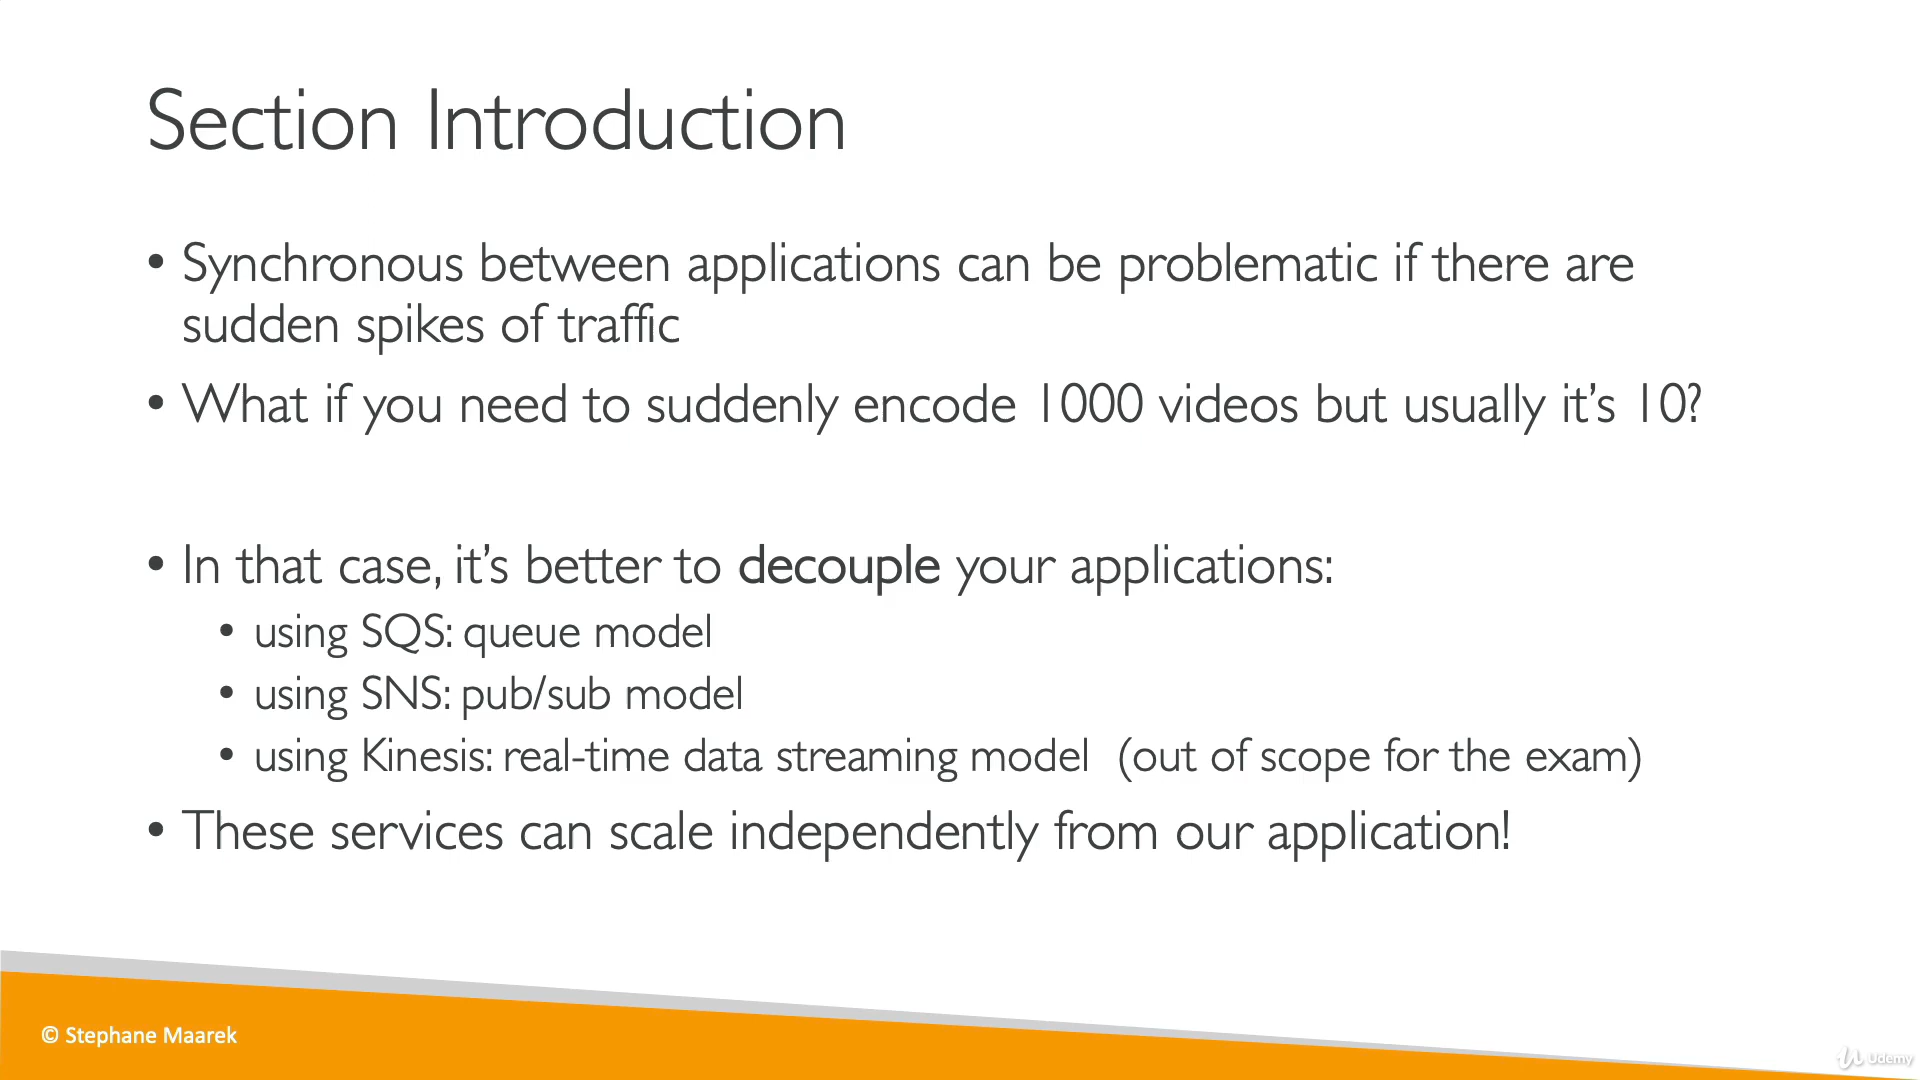 Section Introduction
• Synchronous between applications can be problematic if there are
sudden spikes of traffic
• What if you need to suddenly encode 1000 videos but usually it’s 10?
• In that case, it’s better to decouple your applications:
• using SQS: queue model
• using SNS: pub/sub model
• using Kinesis: real-time data streaming model (out of scope for the exam)
• These services can scale independently from our application!
© Stephane Maarek
Udemy